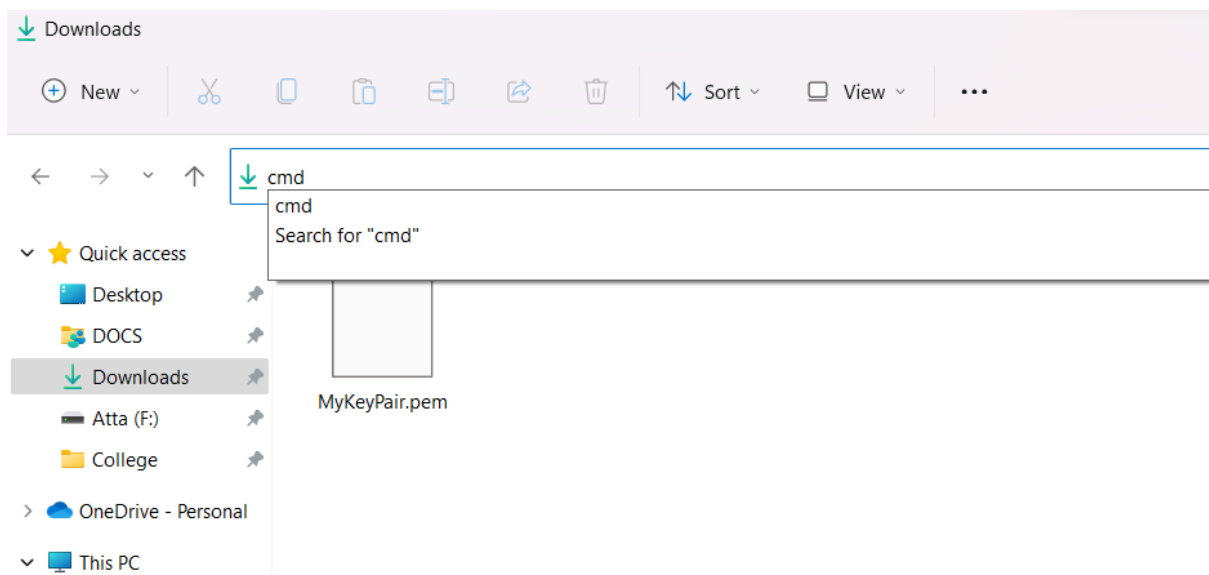 Downloads
New
Sort
View
cmd
cmd
Search for "cmd"
Quick access
Desktop
DOCS
Downloads
Atta (F:)
College
OneDrive - Personal
This PC
MyKeyPair.pem